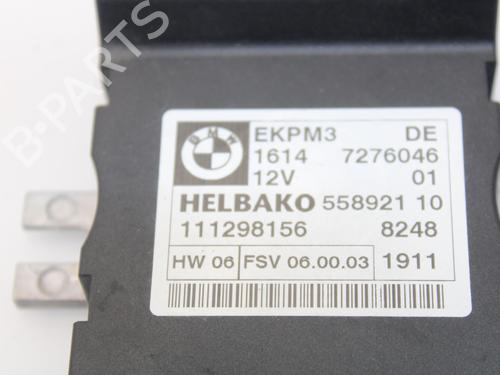 BMW
EKPM3 DE
1614 7276046
12V 01
HELBAKO 558921 10
111298156 8248
HW 06 FSV 06.00.03 1911
B-PARTS